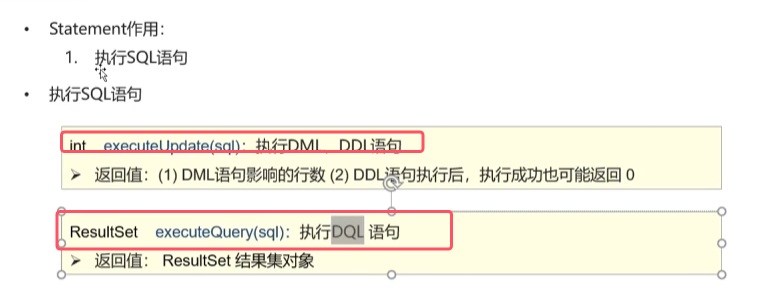 • Statement作用：
1. 执行SQL语句
• 执行SQL语句
int executeUpdate(sql)：执行DML、DDL语句
➢ 返回值：(1) DML语句影响的行数 (2) DDL语句执行后，执行成功也可能返回 0
ResultSet executeQuery(sql)：执行DQL 语句
➢ 返回值： ResultSet 结果集对象